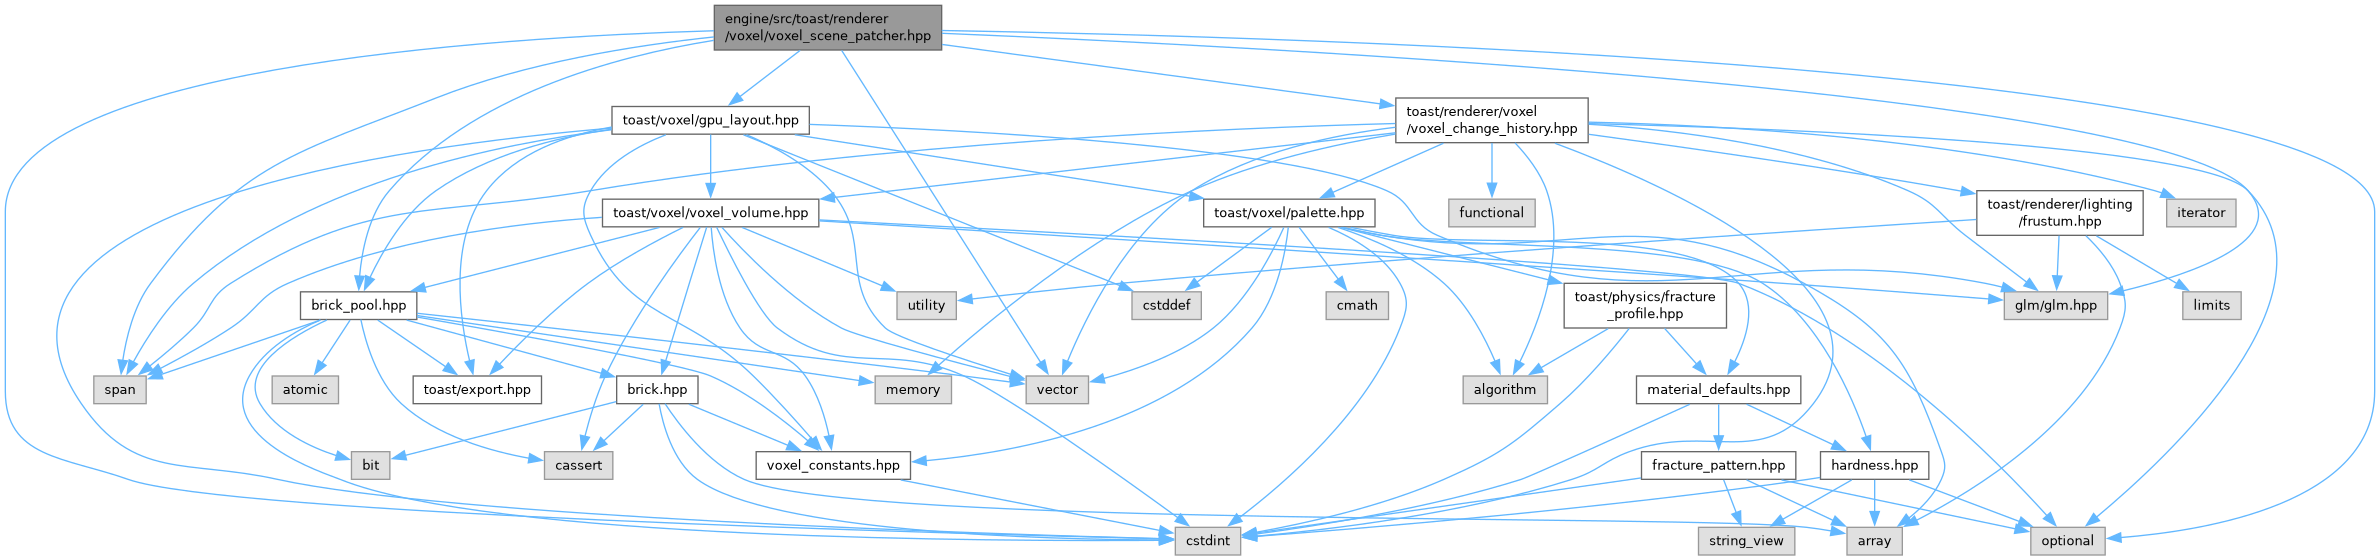 engine/src/toast/renderer
/voxel/voxel_scene_patcher.hpp
toast/voxel/gpu_layout.hpp
toast/renderer/voxel
/voxel_change_history.hpp
toast/voxel/voxel_volume.hpp
toast/voxel/palette.hpp
functional
toast/renderer/lighting
/frustum.hpp
iterator
brick_pool.hpp
utility
cstddef
cmath
toast/physics/fracture
_profile.hpp
glm/glm.hpp
limits
span
atomic
toast/export.hpp
brick.hpp
memory
vector
algorithm
material_defaults.hpp
bit
cassert
voxel_constants.hpp
fracture_pattern.hpp
hardness.hpp
cstdint
string_view
array
optional